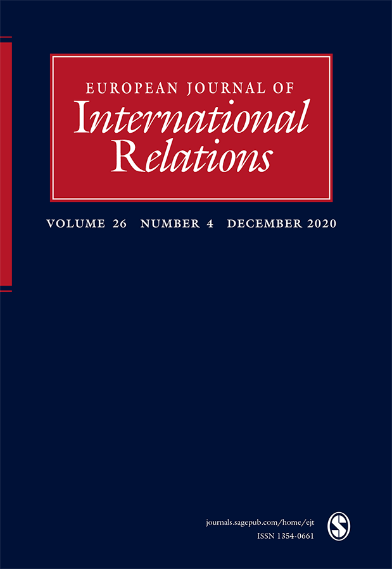 EUROPEAN JOURNAL OF
International
Relations
VOLUME 26 NUMBER 4 DECEMBER 2020
journals.sagepub.com/home/ejt
ISSN 1354-0661